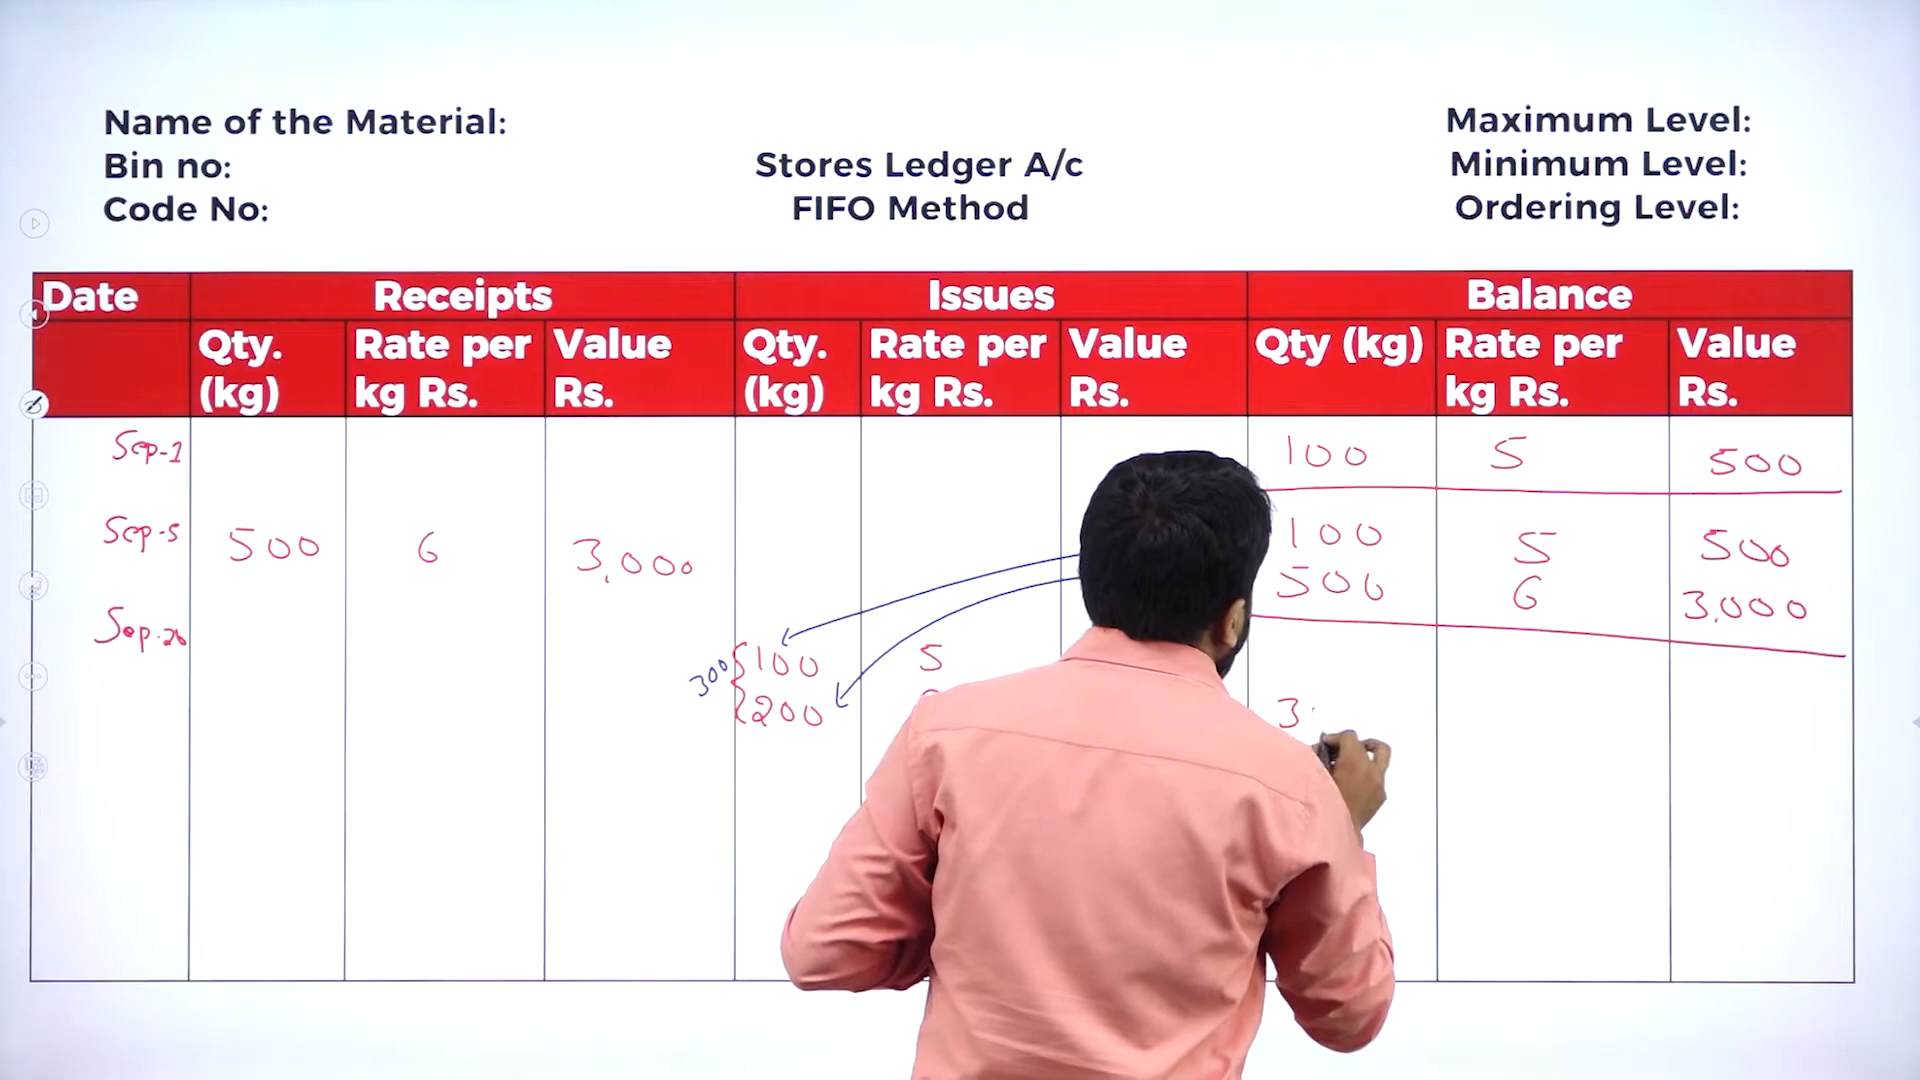 Name of the Material:
Bin no:
Code No:
Stores Ledger A/c
FIFO Method
Maximum Level:
Minimum Level:
Ordering Level:
Date Receipts Issues Balance
Qty. (kg) Rate per kg Rs. Value Rs. Qty. (kg) Rate per kg Rs. Value Rs. Qty (kg) Rate per kg Rs. Value Rs.
Sep-1 100 5 500
Sep-5 500 6 3,000 100 5 500
500 6 3,000
Sep-20
300 100 5
200 3